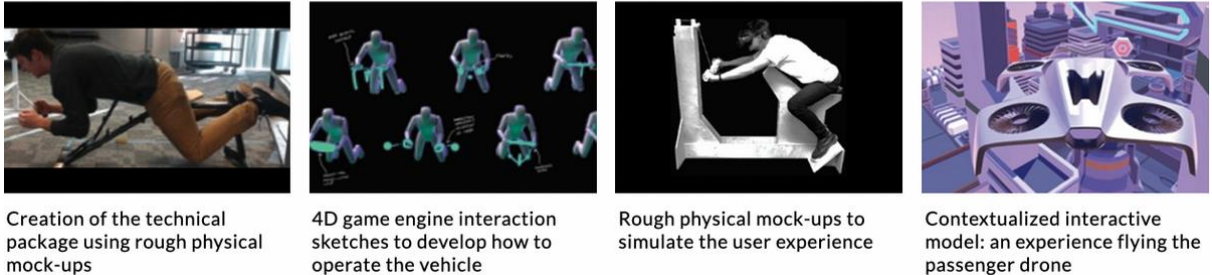 Creation of the technical
package using rough physical
mock-ups
4D game engine interaction
sketches to develop how to
operate the vehicle
Rough physical mock-ups to
simulate the user experience
Contextualized interactive
model: an experience flying the
passenger drone